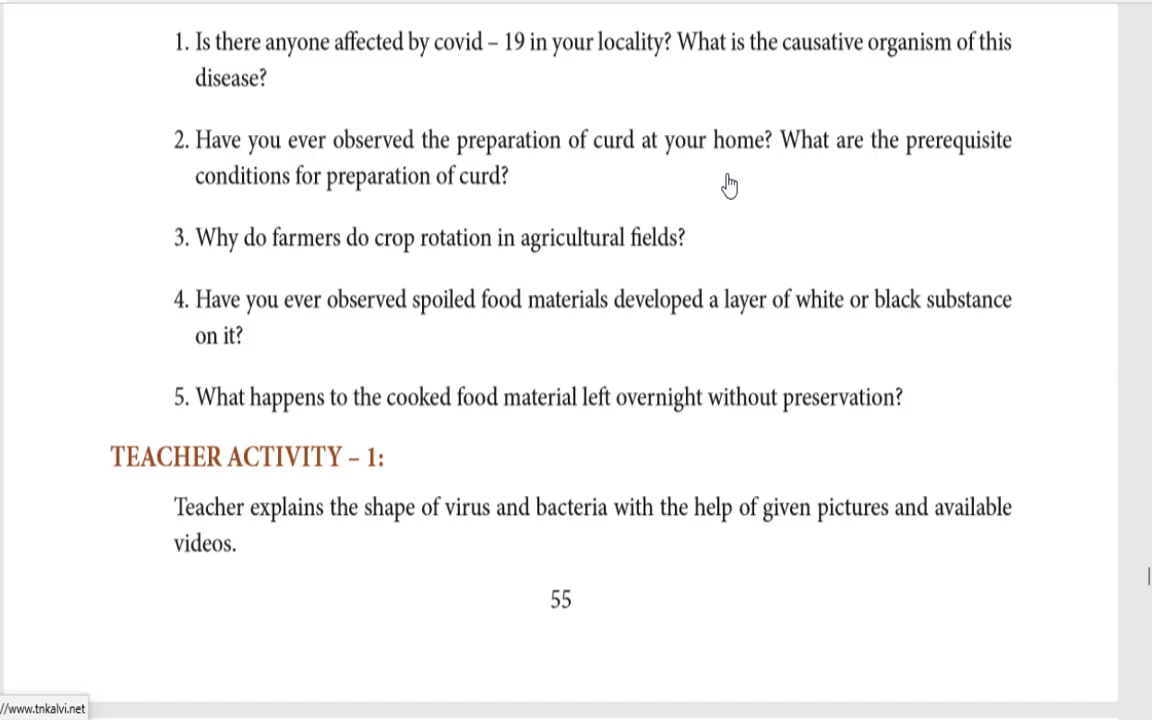 1. Is there anyone affected by covid – 19 in your locality? What is the causative organism of this
disease?
2. Have you ever observed the preparation of curd at your home? What are the prerequisite
conditions for preparation of curd?
3. Why do farmers do crop rotation in agricultural fields?
4. Have you ever observed spoiled food materials developed a layer of white or black substance
on it?
5. What happens to the cooked food material left overnight without preservation?
TEACHER ACTIVITY – 1:
Teacher explains the shape of virus and bacteria with the help of given pictures and available
videos.
55
//www.tnkalvi.net